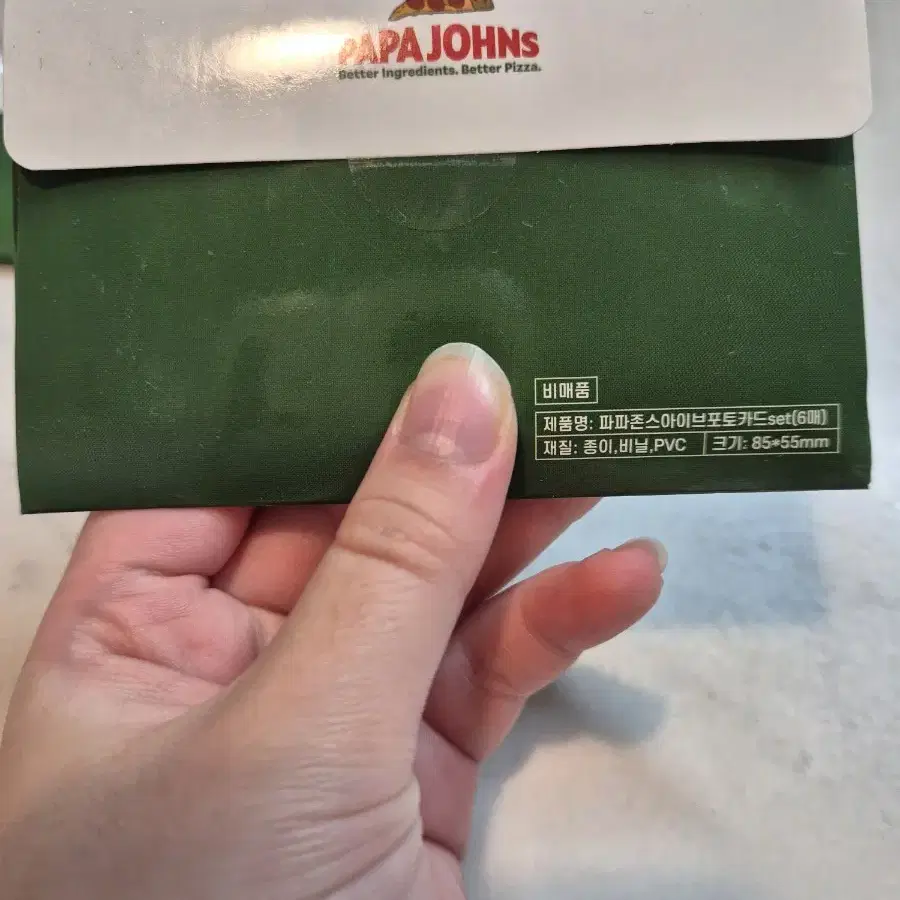 PAPA JOHNS
Better Ingredients. Better Pizza.
비매품
제품명: 파파존스아이브포토카드set(6매)
재질: 종이,비닐,PVC 크기: 85*55mm